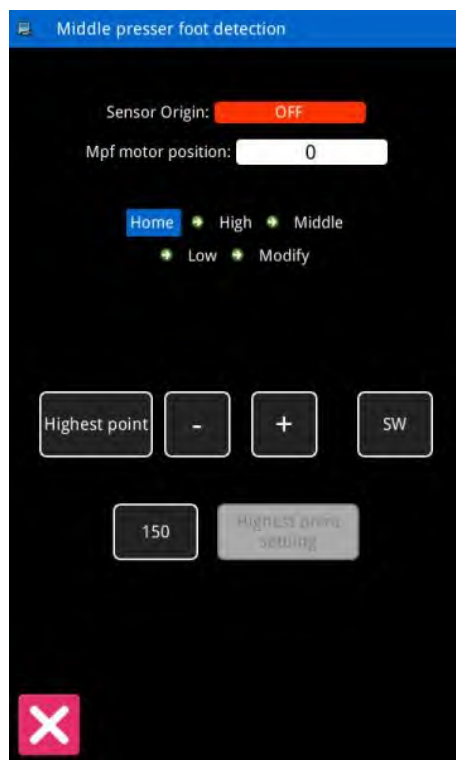 Middle presser foot detection
Sensor Origin: OFF
Mpf motor position: 0
Home High Middle
Low Modify
Highest point - + SW
150 Highest point
setting